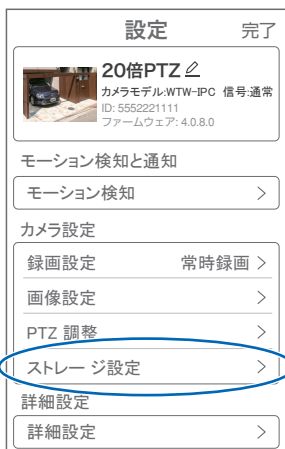 設定 完了
20倍PTZ
カメラモデル:WTW-IPC 信号:通常
ID: 5552221111
ファームウェア: 4.0.8.0
モーション検知と通知
モーション検知
カメラ設定
録画設定 常時録画
画像設定
PTZ 調整
ストレージ設定
詳細設定
詳細設定